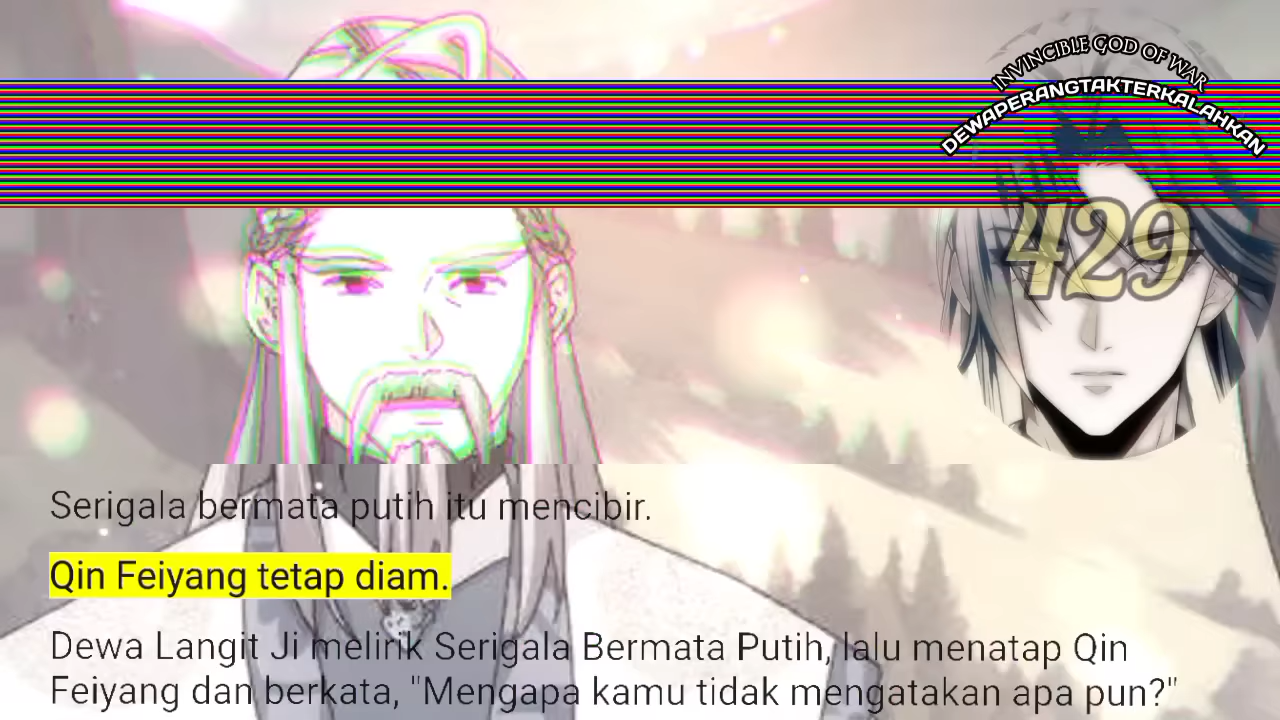 INVINCIBLE GOD OF WAR
DEWAPERANGTAKTERKALAHKAN
429
Serigala bermata putih itu mencibir.
Qin Feiyang tetap diam.
Dewa Langit Ji melirik Serigala Bermata Putih, lalu menatap Qin
Feiyang dan berkata, "Mengapa kamu tidak mengatakan apa pun?"